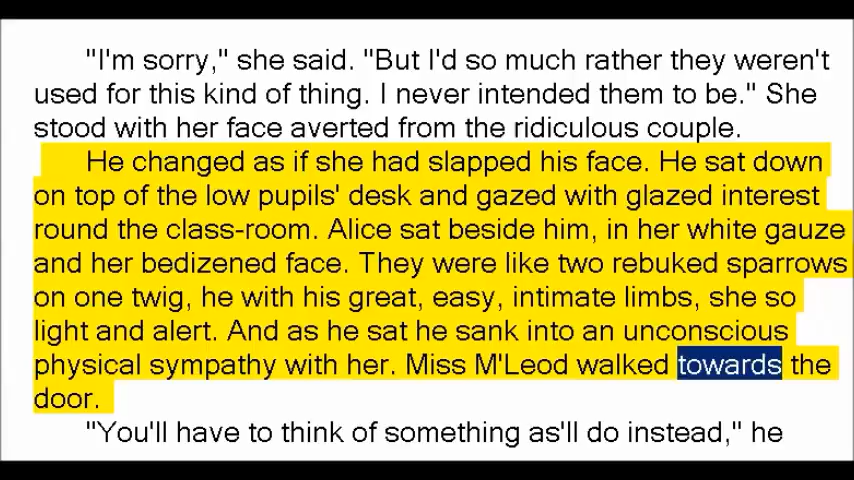 "I'm sorry," she said. "But I'd so much rather they weren't
used for this kind of thing. I never intended them to be." She
stood with her face averted from the ridiculous couple.
He changed as if she had slapped his face. He sat down
on top of the low pupils' desk and gazed with glazed interest
round the class-room. Alice sat beside him, in her white gauze
and her bedizened face. They were like two rebuked sparrows
on one twig, he with his great, easy, intimate limbs, she so
light and alert. And as he sat he sank into an unconscious
physical sympathy with her. Miss M'Leod walked towards the
door.
"You'll have to think of something as'll do instead," he